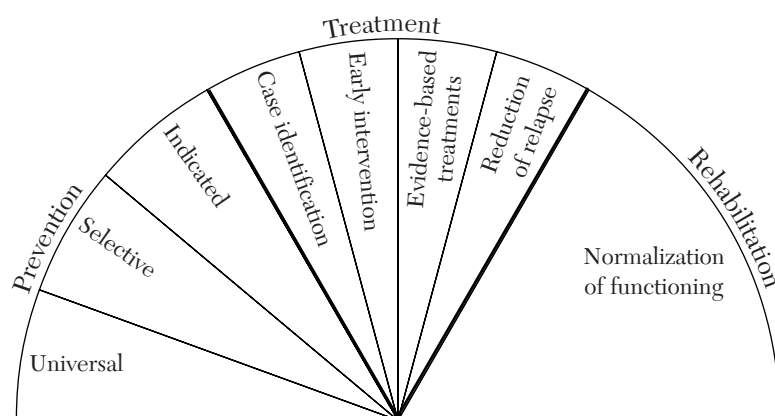 Treatment
Prevention
Rehabilitation
Universal
Selective
Indicated
Case identification
Early intervention
Evidence-based
treatments
Reduction
of relapse
Normalization
of functioning